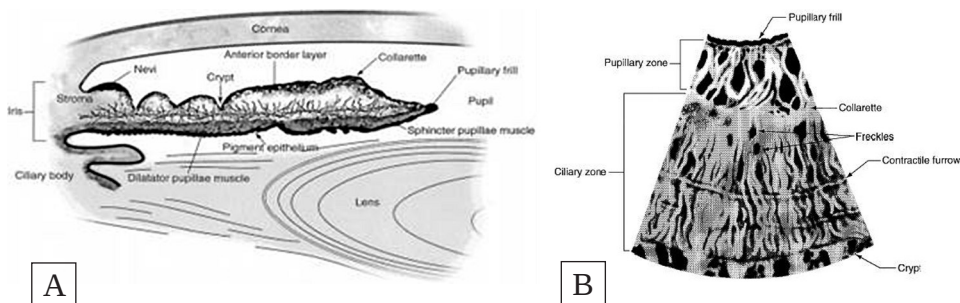 Cornea
Anterior border layer
Collarette
Nevi
Crypt
Pupillary frill
Stroma
Pupil
Iris
Sphincter pupillae muscle
Pigment epithelium
Ciliary body
Dilatator pupillae muscle
Lens
A
Pupillary frill
Pupillary zone
Collarette
Freckles
Contractile furrow
Ciliary zone
Crypt
B